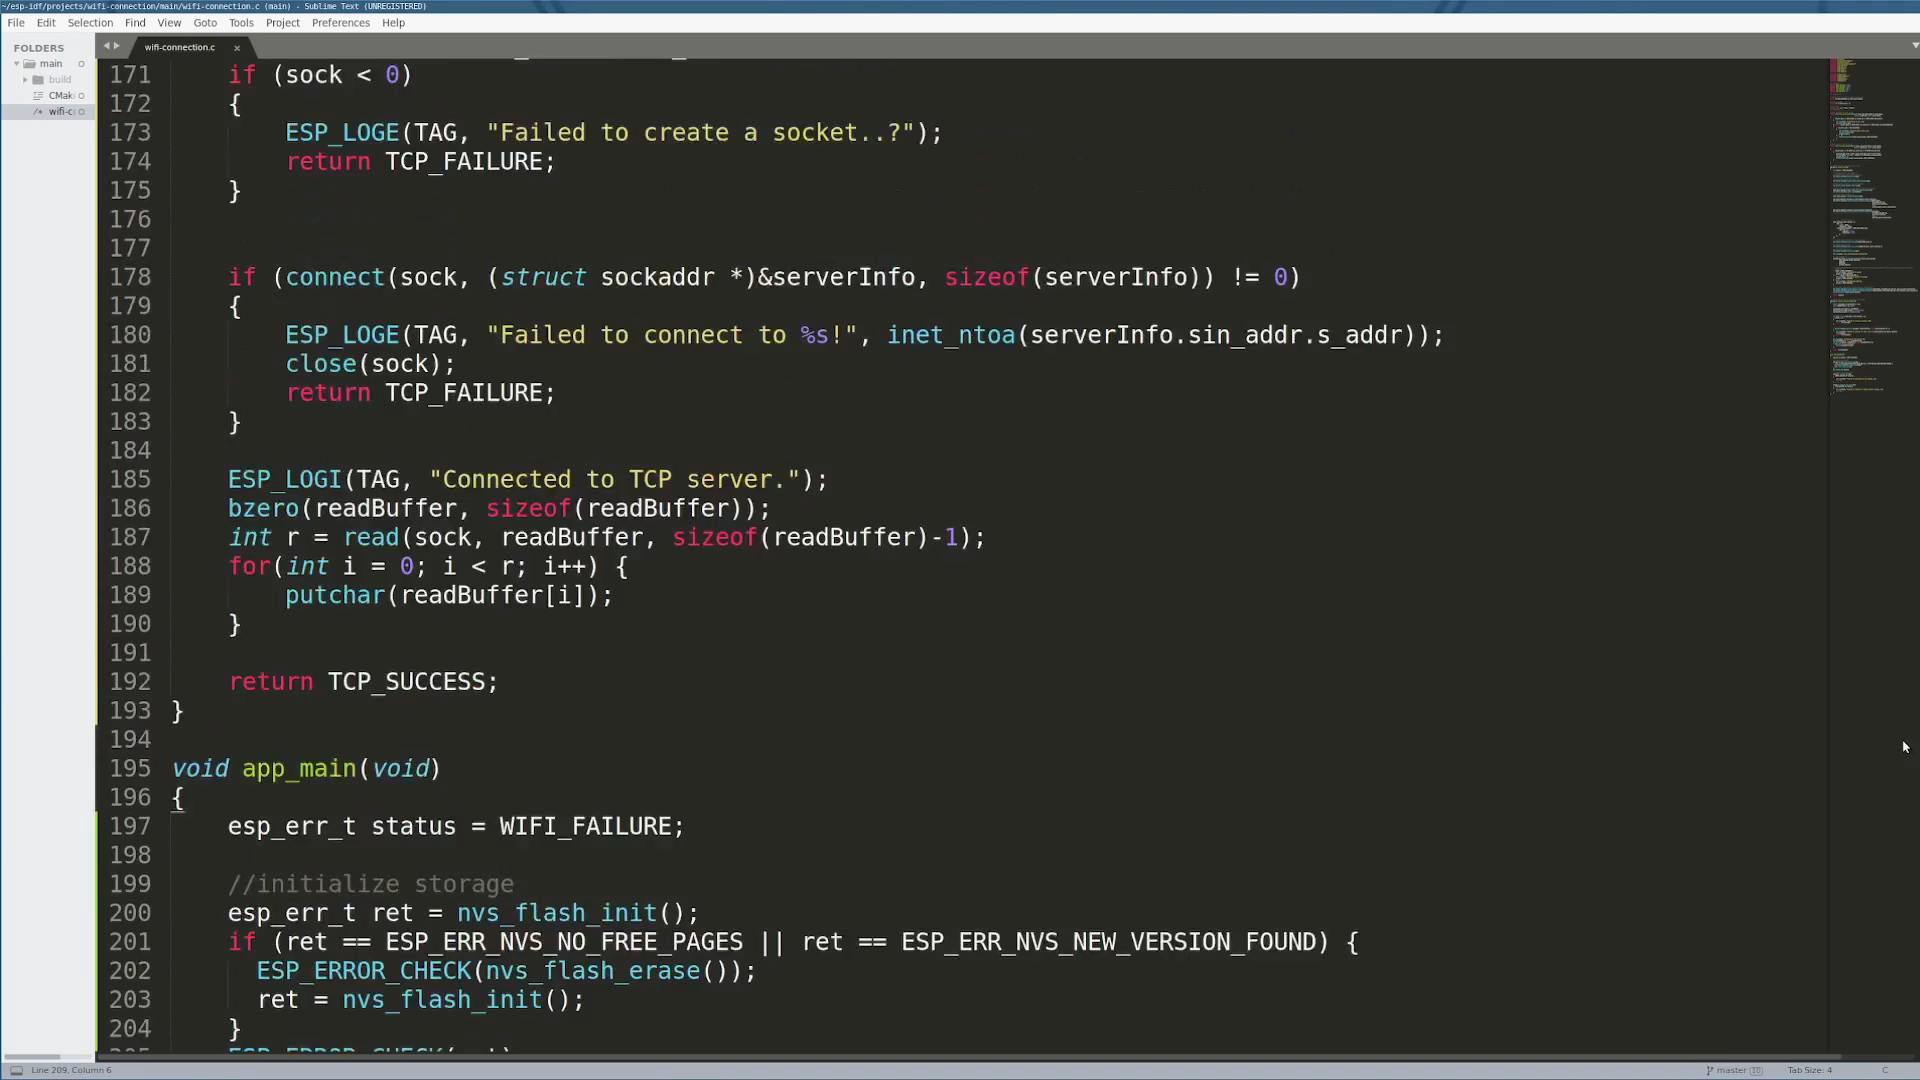 ~/esp-idf/projects/wifi-connection/main/wifi-connection.c (main) - Sublime Text (UNREGISTERED)
File Edit Selection Find View Goto Tools Project Preferences Help
FOLDERS
main
build
CMak
wifi-c
wifi-connection.c ×
171 if (sock < 0)
172 {
173 ESP_LOGE(TAG, "Failed to create a socket..?");
174 return TCP_FAILURE;
175 }
176
177
178 if (connect(sock, (struct sockaddr *)&serverInfo, sizeof(serverInfo)) != 0)
179 {
180 ESP_LOGE(TAG, "Failed to connect to %s!", inet_ntoa(serverInfo.sin_addr.s_addr));
181 close(sock);
182 return TCP_FAILURE;
183 }
184
185 ESP_LOGI(TAG, "Connected to TCP server.");
186 bzero(readBuffer, sizeof(readBuffer));
187 int r = read(sock, readBuffer, sizeof(readBuffer)-1);
188 for(int i = 0; i < r; i++) {
189 putchar(readBuffer[i]);
190 }
191
192 return TCP_SUCCESS;
193 }
194
195 void app_main(void)
196 {
197 esp_err_t status = WIFI_FAILURE;
198
199 //initialize storage
200 esp_err_t ret = nvs_flash_init();
201 if (ret == ESP_ERR_NVS_NO_FREE_PAGES || ret == ESP_ERR_NVS_NEW_VERSION_FOUND) {
202 ESP_ERROR_CHECK(nvs_flash_erase());
203 ret = nvs_flash_init();
204 }
Line 209, Column 6
master 10
Tab Size: 4
C